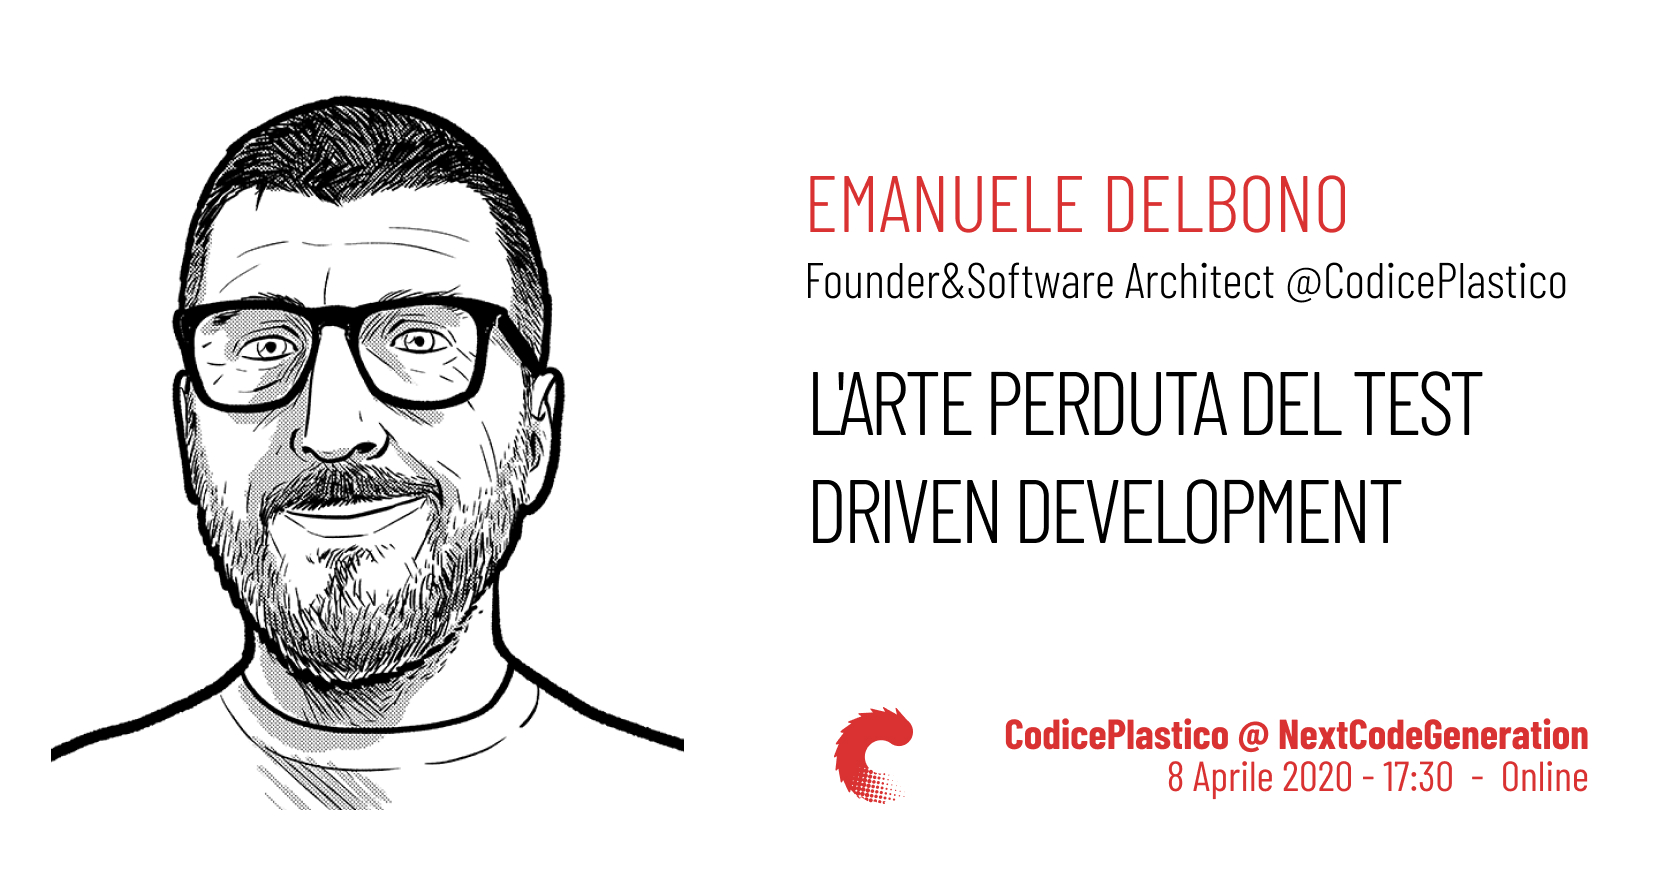 EMANUELE DELBONO
Founder&Software Architect @CodicePlastico
L'ARTE PERDUTA DEL TEST
DRIVEN DEVELOPMENT
CodicePlastico @ NextCodeGeneration
8 Aprile 2020 - 17:30 - Online